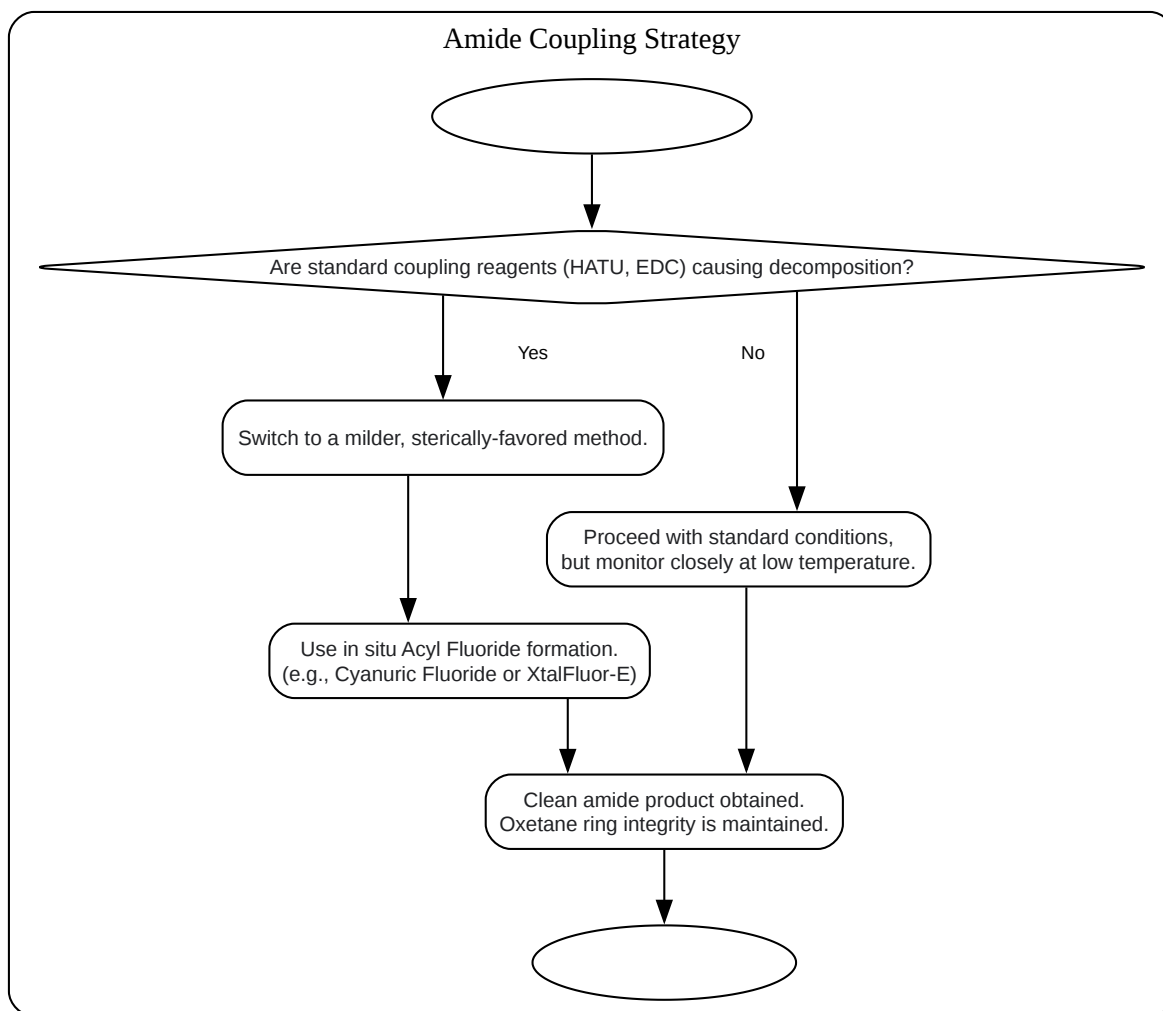 Amide Coupling Strategy
Are standard coupling reagents (HATU, EDC) causing decomposition?
Yes
No
Switch to a milder, sterically-favored method.
Proceed with standard conditions,
but monitor closely at low temperature.
Use in situ Acyl Fluoride formation.
(e.g., Cyanuric Fluoride or XtalFluor-E)
Clean amide product obtained.
Oxetane ring integrity is maintained.